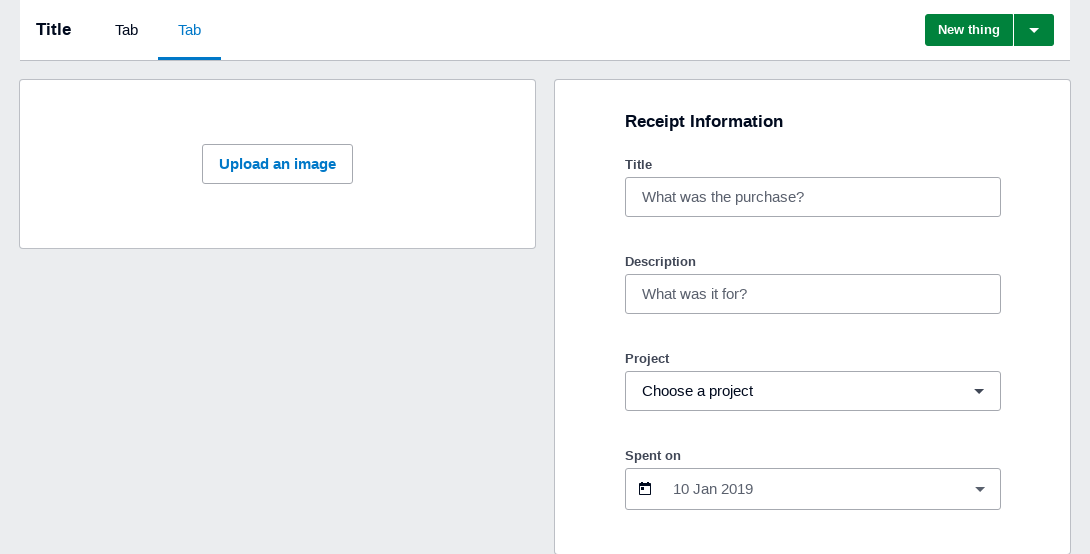 Title Tab Tab New thing
Upload an image
Receipt Information
Title
What was the purchase?
Description
What was it for?
Project
Choose a project
Spent on
10 Jan 2019